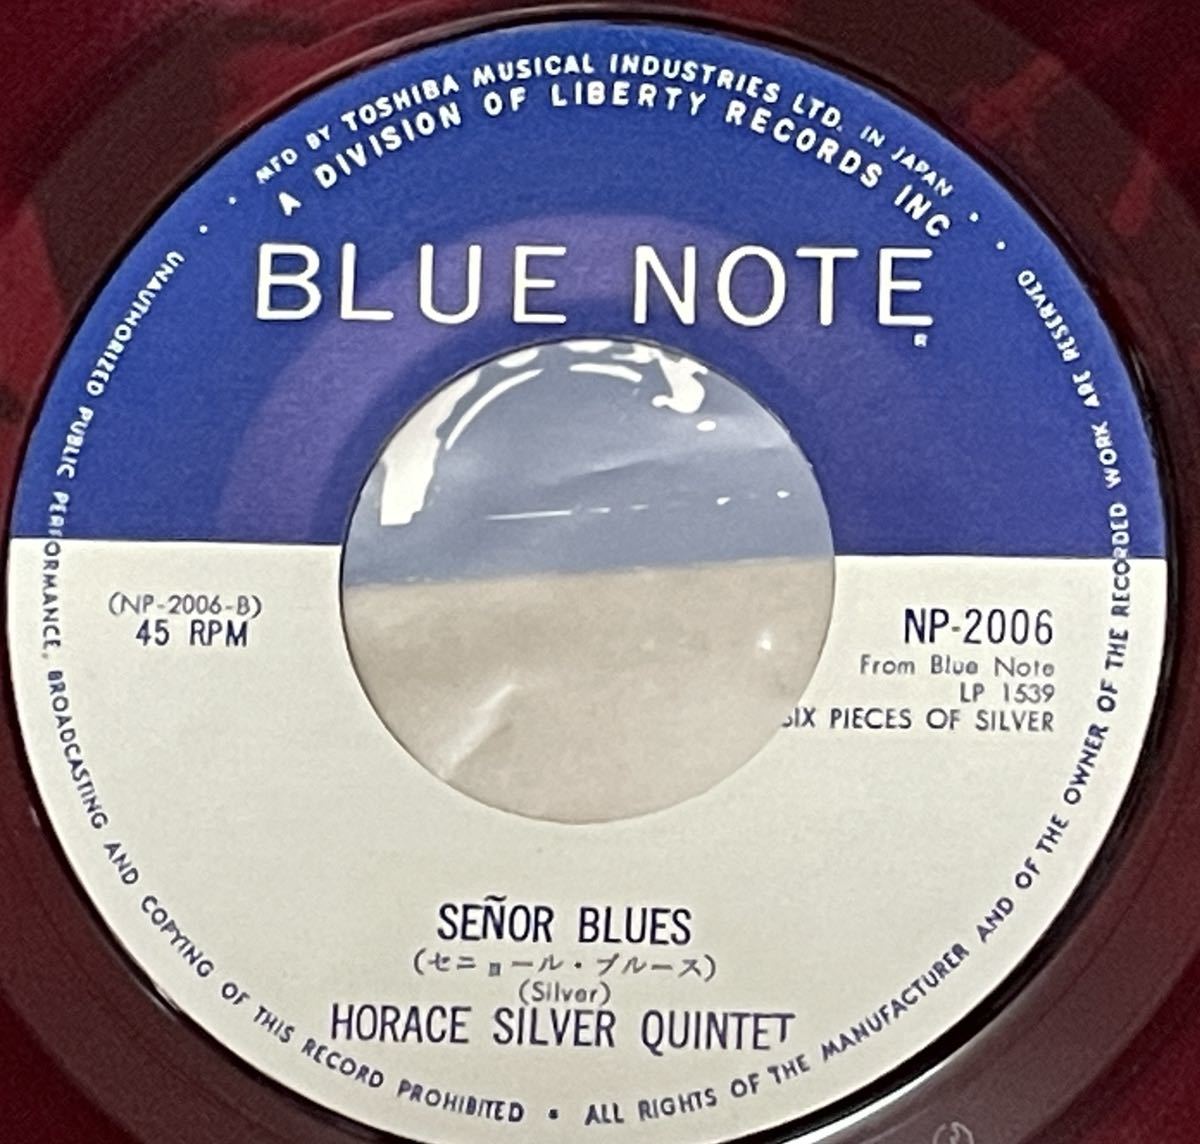 MFD BY TOSHIBA MUSICAL INDUSTRIES LTD. IN JAPAN
A DIVISION OF LIBERTY RECORDS INC
BLUE NOTE®
(NP-2006-B)
45 RPM
NP-2006
From Blue Note
LP 1539
SIX PIECES OF SILVER
SEÑOR BLUES
(セニョール・ブルース)
(Silver)
HORACE SILVER QUINTET
UNAUTHORIZED PUBLIC PERFORMANCE, BROADCASTING AND COPYING OF THIS RECORD PROHIBITED • ALL RIGHTS OF THE MANUFACTURER AND OF THE OWNER OF THE RECORDED WORK ARE RESERVED